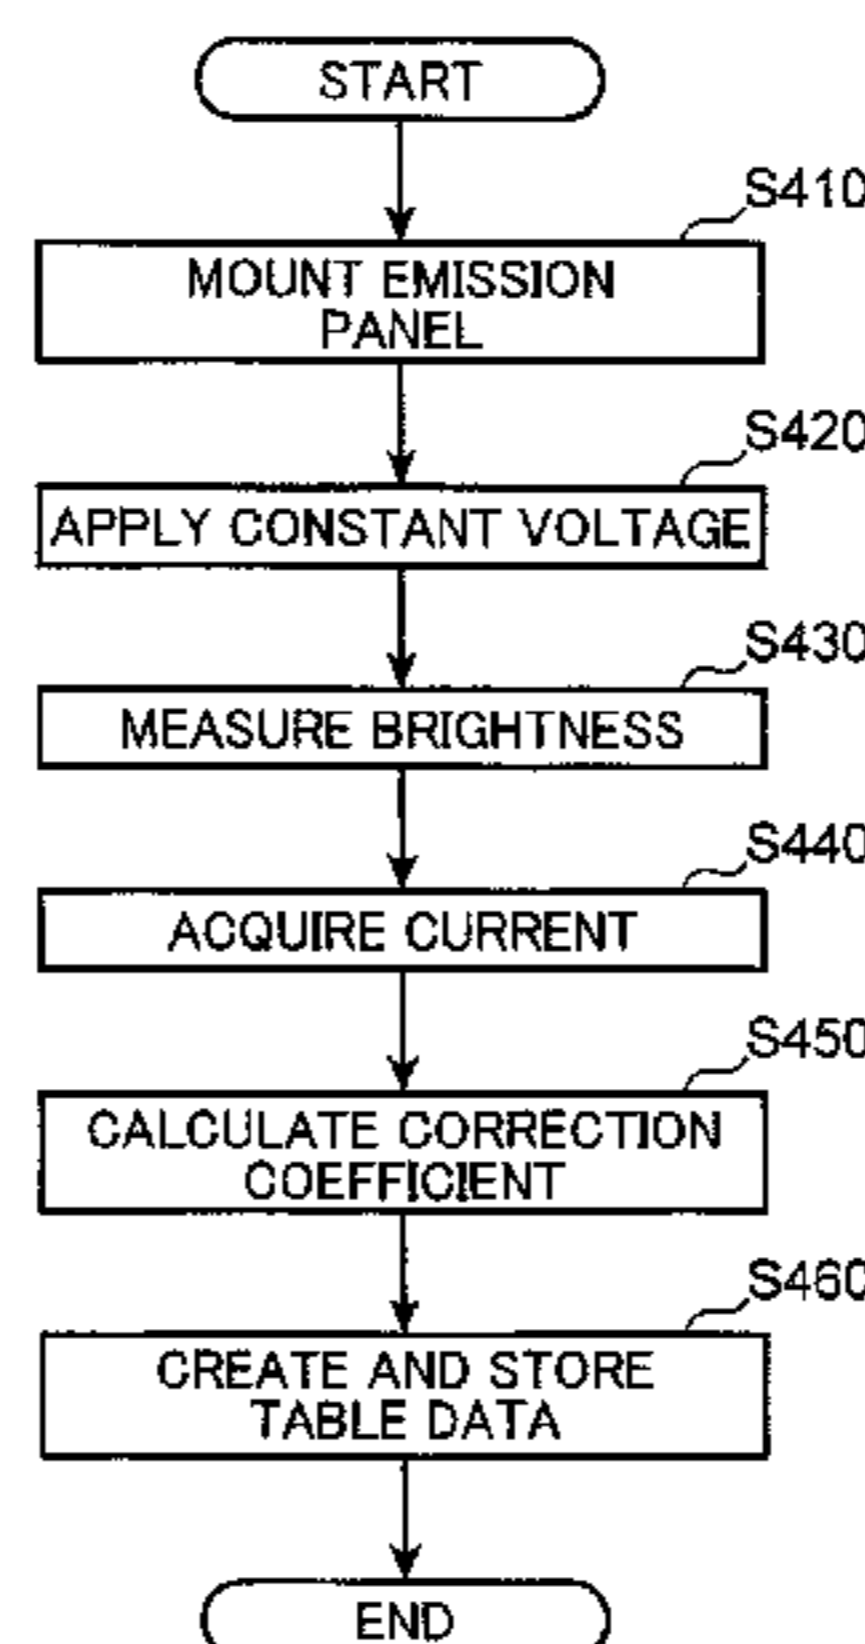 START
S410
MOUNT EMISSION
PANEL
S420
APPLY CONSTANT VOLTAGE
S430
MEASURE BRIGHTNESS
S440
ACQUIRE CURRENT
S450
CALCULATE CORRECTION
COEFFICIENT
S460
CREATE AND STORE
TABLE DATA
END